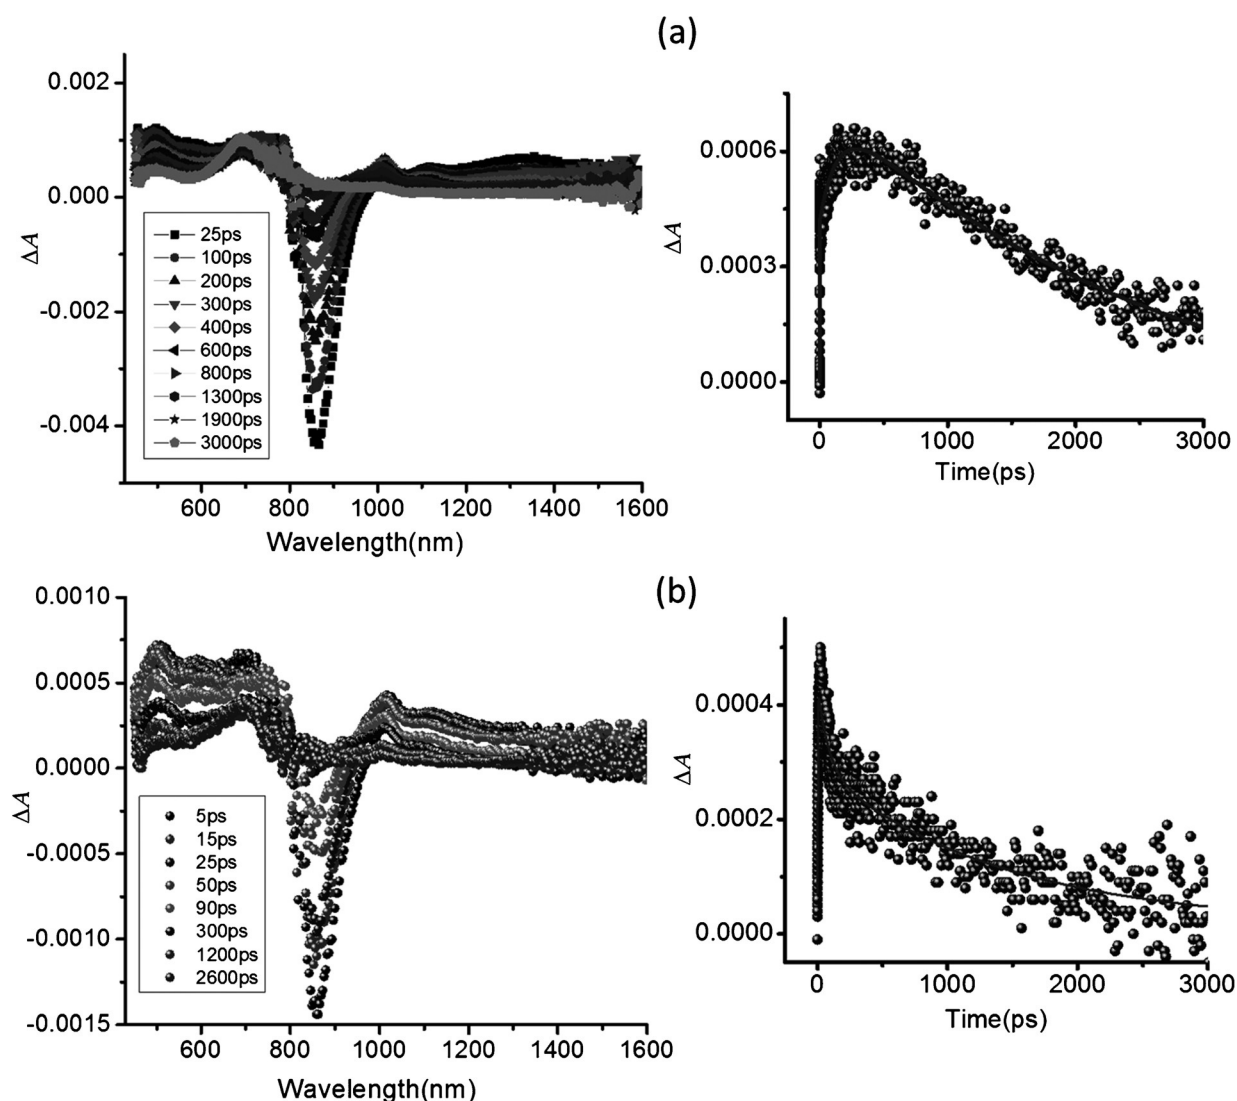 (a)
0.002
0.000
-0.002
-0.004
ΔA
25ps
100ps
200ps
300ps
400ps
600ps
800ps
1300ps
1900ps
3000ps
600 800 1000 1200 1400 1600
Wavelength(nm)
0.0006
0.0003
0.0000
ΔA
0 1000 2000 3000
Time(ps)
(b)
0.0010
0.0005
0.0000
-0.0005
-0.0010
-0.0015
ΔA
5ps
15ps
25ps
50ps
90ps
300ps
1200ps
2600ps
600 800 1000 1200 1400 1600
Wavelength(nm)
0.0004
0.0002
0.0000
ΔA
0 1000 2000 3000
Time(ps)